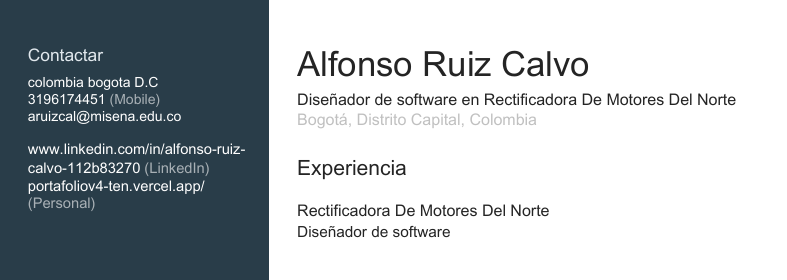 Contactar
colombia bogota D.C
3196174451 (Mobile)
aruizcal@misena.edu.co
www.linkedin.com/in/alfonso-ruiz-
calvo-112b83270 (LinkedIn)
portafoliov4-ten.vercel.app/
(Personal)
Alfonso Ruiz Calvo
Diseñador de software en Rectificadora De Motores Del Norte
Bogotá, Distrito Capital, Colombia
Experiencia
Rectificadora De Motores Del Norte
Diseñador de software